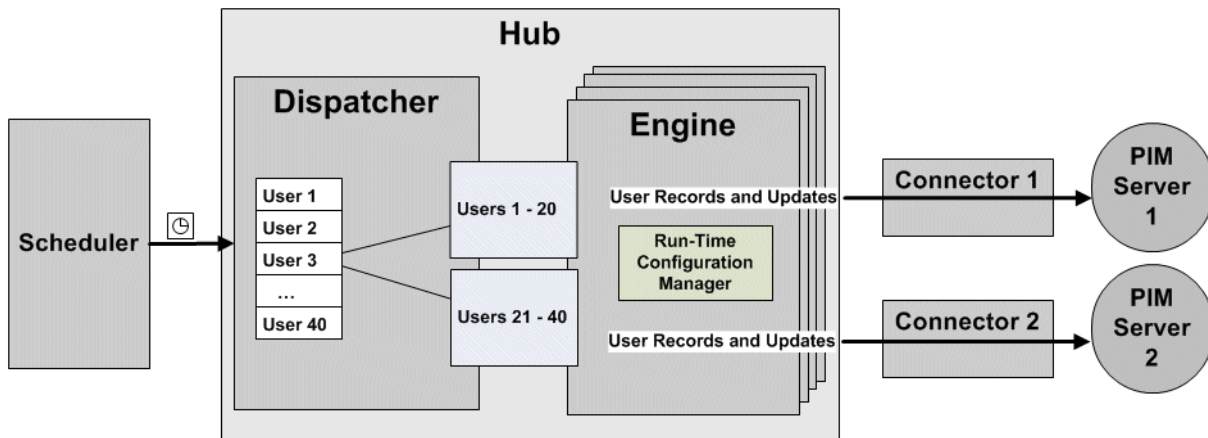 Hub
Dispatcher
Engine
Scheduler
User 1
User 2
User 3
...
User 40
Users 1 - 20
Users 21 - 40
User Records and Updates
Run-Time
Configuration
Manager
User Records and Updates
Connector 1
Connector 2
PIM
Server
1
PIM
Server
2